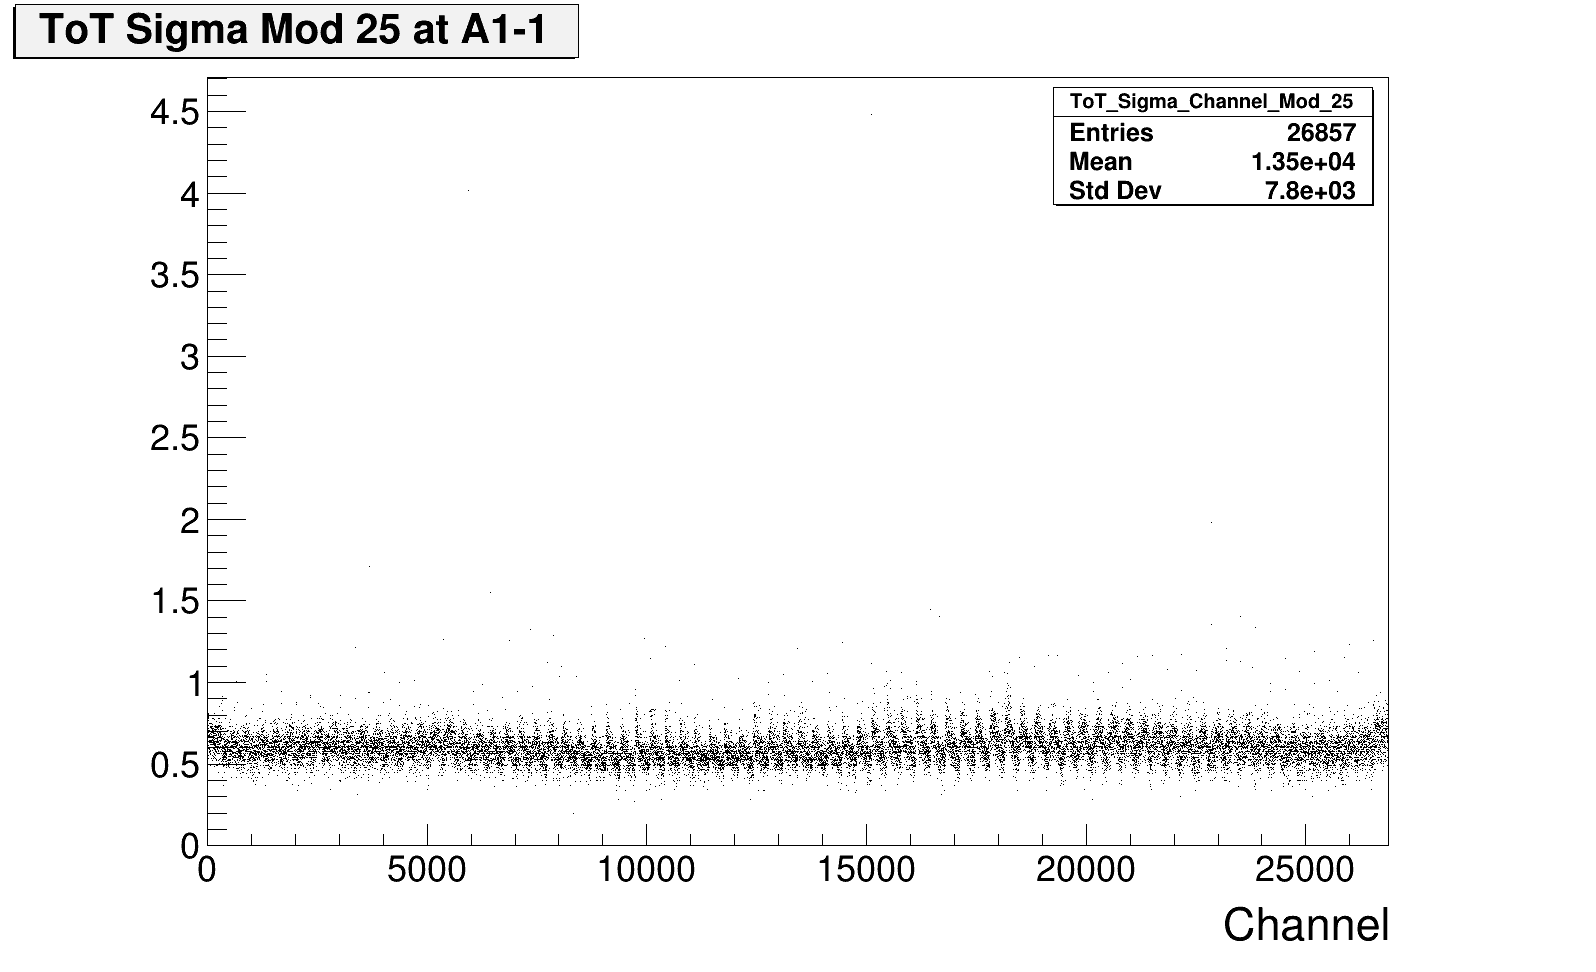 ToT Sigma Mod 25 at A1-1
ToT_Sigma_Channel_Mod_25
Entries 26857
Mean 1.35e+04
Std Dev 7.8e+03
4.5
4
3.5
3
2.5
2
1.5
1
0.5
0
0 5000 10000 15000 20000 25000
Channel